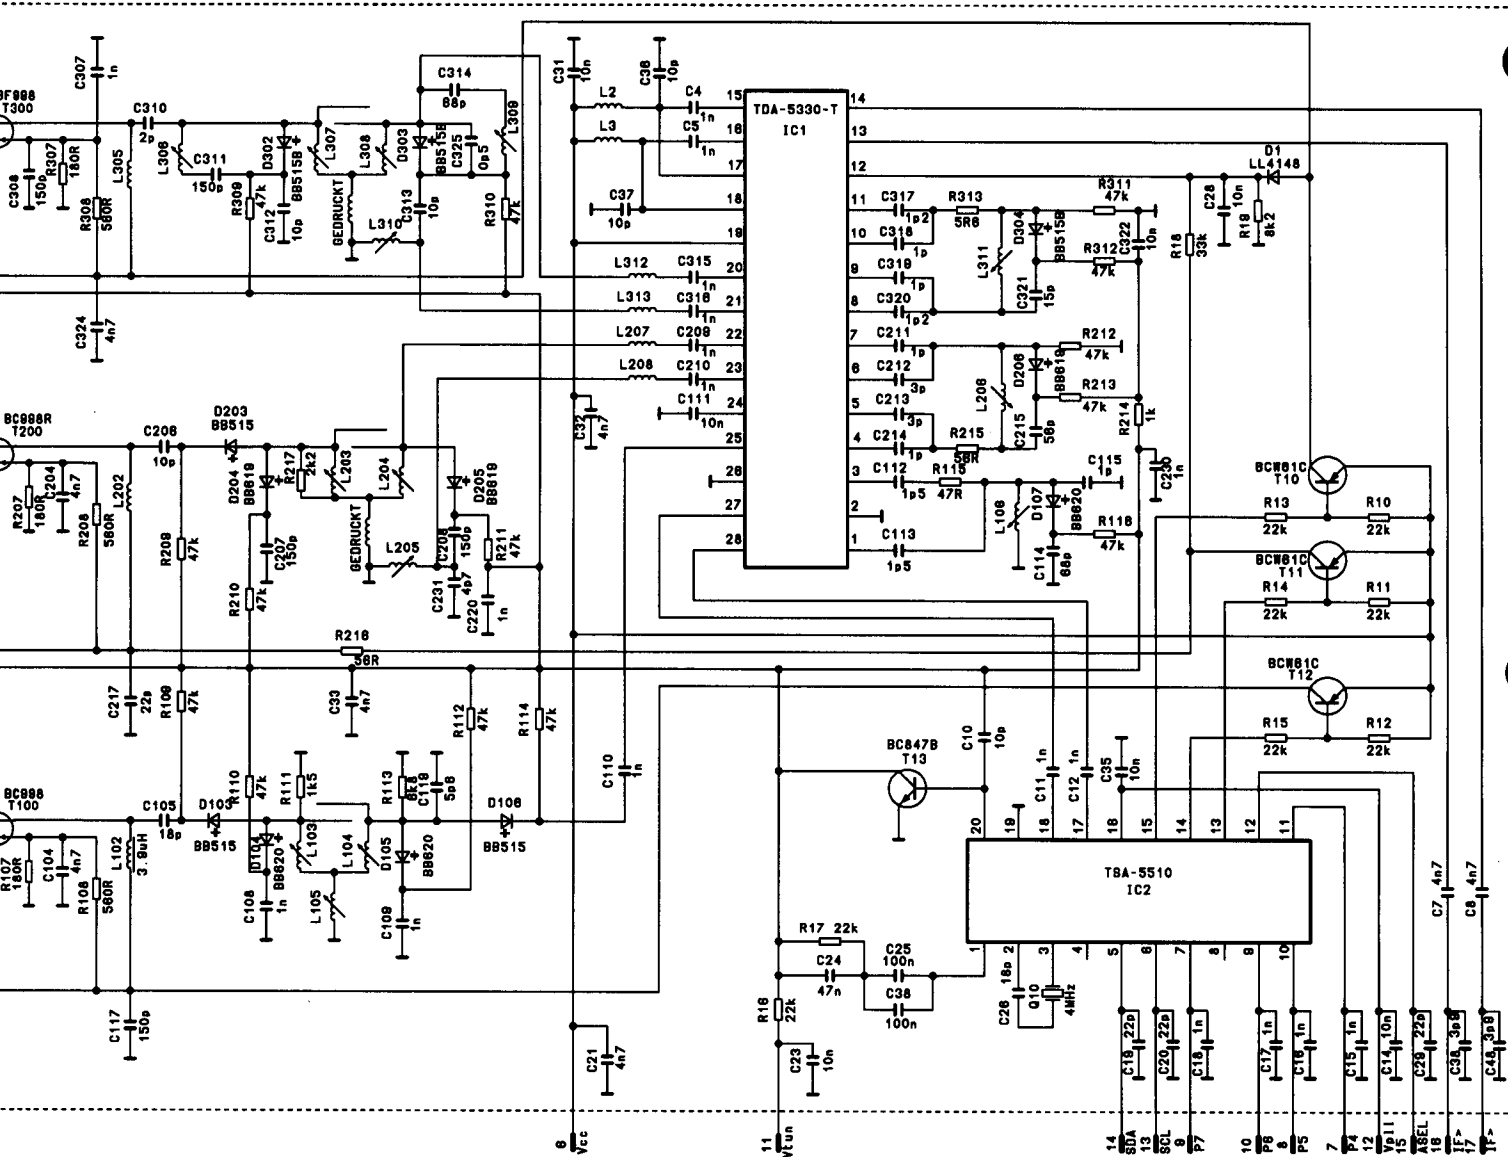 C307 1n
BF998 T300
C310 2p
L306
C311 150p
D302 BB515B
L307
L308
D303 BB515B
C314 68p
C325 0p5
L309
C308 150p
R307 180R
R308 560R
L305
R309 47k
C312 10p
GEDRUCKT
L310
C313 10p
R310 47k
C324 4n7
C31 10n
L2
L3
C36 10p
C4 1n
C5 1n
C37 10p
L312
C315 1n
L313
C316 1n
L207
C209 1n
L208
C210 1n
C111 10n
C32 4n7
TDA-5330-T
IC1
15
16
17
18
19
20
21
22
23
24
25
26
27
28
14
13
12
11
10
9
8
7
6
5
4
3
2
1
C317 1p2
C318 1p
C319 1p
C320 1p2
C211 1p
C212 3p
C213 3p
C214 1p
C112 1p5
C113 1p5
R313 5R6
L311
D304 BB515B
C321 15p
R311 47k
R312 47k
C322 10n
R212 47k
R213 47k
L206
D206 BB619
C215 56p
R215 56R
R214 1k
C230 1n
R115 47R
L106
D107 BB620
C115 1p
R116 47k
C114 68p
D1
LL4148
C28 10n
R19 8k2
R18 33k
BCW61C
T10
R13 22k
R10 22k
BCW61C
T11
R14 22k
R11 22k
BCW61C
T12
R15 22k
R12 22k
BC998R
T200
C206 10p
D203
BB515
D204 BB619
R217 2k2
L203
L204
D205 BB619
R207 180R
C204 4n7
R208 560R
L202
R209 47k
R210 47k
C207 150p
GEDRUCKT
L205
C208 150p
C231 4p7
R211 47k
C220 1n
R216
56R
C217 22p
R109 47k
C33 4n7
R112 47k
R114 47k
C110 1n
BC998
T100
C105 18p
D103
BB515
R110 47k
R111 1k5
D104 BB620
L103
L104
R113 6k8
C119 5p6
D105 BB620
D106
BB515
R107 180R
C104 4n7
R106 560R
L102 3.9uH
C108 1n
L105
C109 1n
C117 150p
BC847B
T13
C10 10p
C11 1n
C12 1n
C35 10n
20
19
18
17
16
15
14
13
12
11
TSA-5510
IC2
1
2
3
4
5
6
7
8
9
10
R17 22k
C24 47n
C25 100n
C38 100n
R16 22k
C23 10n
C26 18p
Q10 4MHz
C21 4n7
C7 4n7
C8 4n7
C19 22p
C20 22p
C18 1n
C17 1n
C16 1n
C15 1n
C14 10n
C29 22p
C38 3p9
C48 3p9
6 Vcc
11 Vtun
14 SDA
13 SCL
9 P7
10 P6
8 P5
7 P4
12 Vpll
15 ASEL
16 IF^
17 IF^